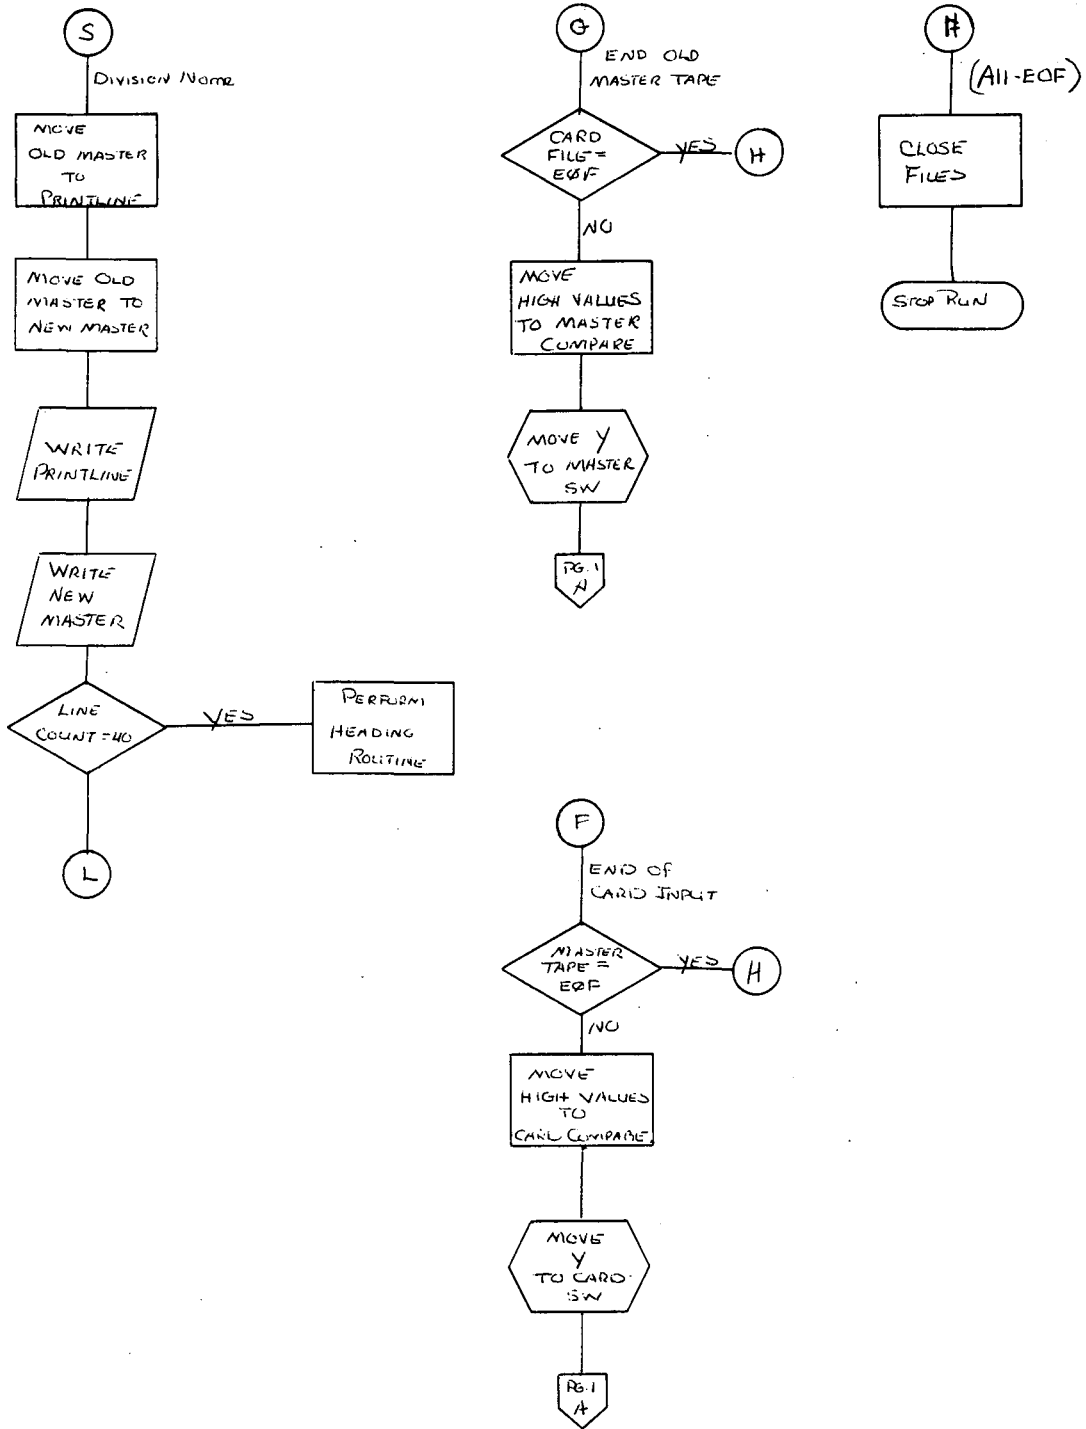 S
Division Name
MOVE
OLD MASTER
TO
PRINTLINE
MOVE OLD
MASTER TO
NEW MASTER
WRITE
PRINTLINE
WRITE
NEW
MASTER
LINE
COUNT=40
YES
PERFORM
HEADING
ROUTINE
L
G
END OLD
MASTER TAPE
CARD
FILE=
EØF
YES
H
NO
MOVE
HIGH VALUES
TO MASTER
COMPARE
MOVE Y
TO MASTER
SW
PG.1
A
F
END OF
CARD INPUT
MASTER
TAPE=
EØF
YES
H
NO
MOVE
HIGH VALUES
TO
CARD COMPARE
MOVE
Y
TO CARD
SW
PG.1
A
H
(All-EOF)
CLOSE
FILES
STOP RUN